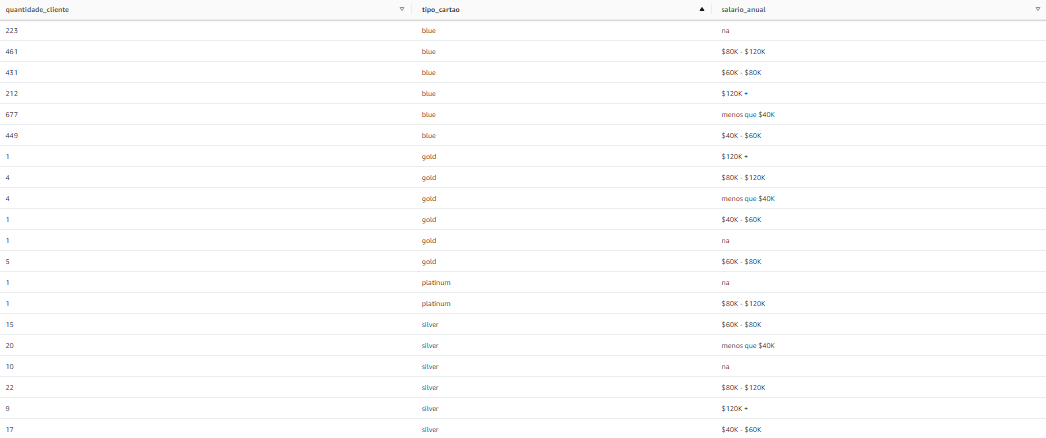 quantidade_cliente tipo_cartao salario_anual
223 blue na
461 blue $80K - $120K
431 blue $60K - $80K
212 blue $120K +
677 blue menos que $40K
449 blue $40K - $60K
1 gold $120K +
4 gold $80K - $120K
4 gold menos que $40K
1 gold $40K - $60K
1 gold na
5 gold $60K - $80K
1 platinum na
1 platinum $80K - $120K
15 silver $60K - $80K
20 silver menos que $40K
10 silver na
22 silver $80K - $120K
9 silver $120K +
17 silver $40K - $60K